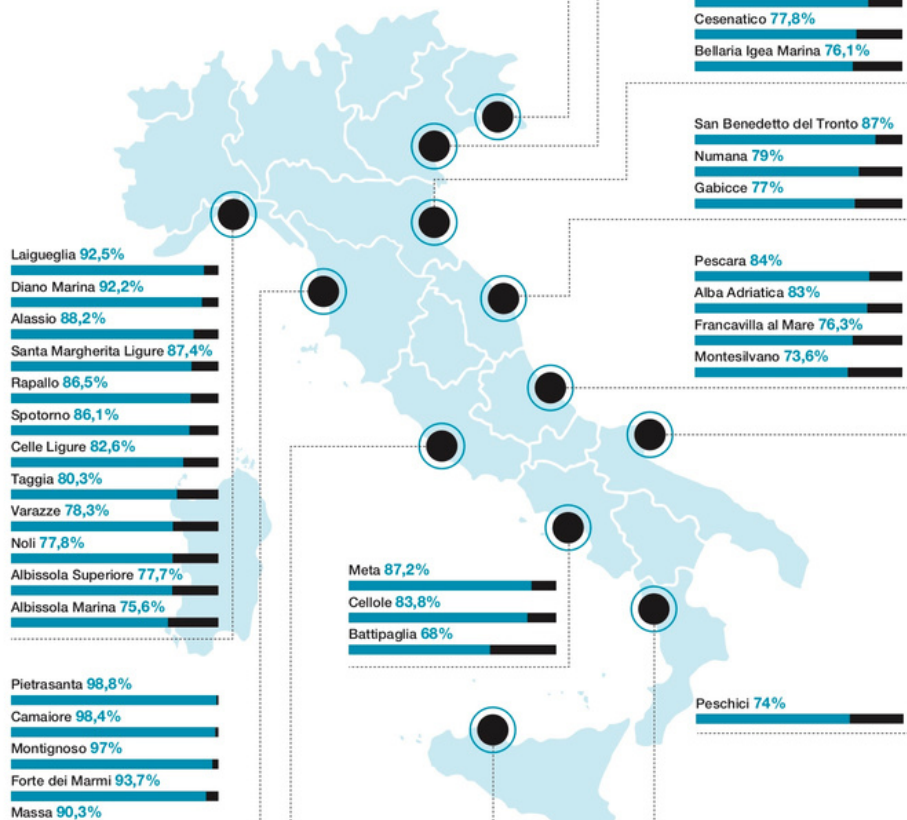 Cesenatico 77,8%
Bellaria Igea Marina 76,1%
San Benedetto del Tronto 87%
Numana 79%
Gabicce 77%
Laigueglia 92,5%
Diano Marina 92,2%
Alassio 88,2%
Santa Margherita Ligure 87,4%
Rapallo 86,5%
Spotorno 86,1%
Celle Ligure 82,6%
Taggia 80,3%
Varazze 78,3%
Noli 77,8%
Albissola Superiore 77,7%
Albissola Marina 75,6%
Pescara 84%
Alba Adriatica 83%
Francavilla al Mare 76,3%
Montesilvano 73,6%
Meta 87,2%
Cellole 83,8%
Battipaglia 68%
Pietrasanta 98,8%
Camaiore 98,4%
Montignoso 97%
Forte dei Marmi 93,7%
Massa 90,3%
Peschici 74%